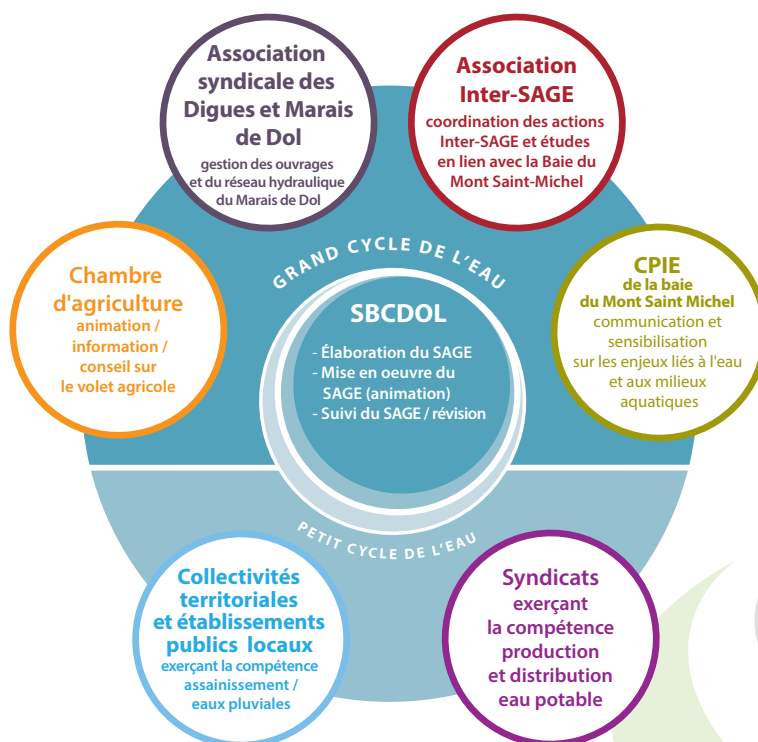 Association
syndicale des
Digues et Marais
de Dol
gestion des ouvrages
et du réseau hydraulique
du Marais de Dol
Association
Inter-SAGE
coordination des actions
Inter-SAGE et études
en lien avec la Baie du
Mont Saint-Michel
Chambre
d'agriculture
animation /
information /
conseil sur
le volet agricole
GRAND CYCLE DE L'EAU
SBCDOL
- Élaboration du SAGE
- Mise en oeuvre du
SAGE (animation)
- Suivi du SAGE / révision
CPIE
de la baie
du Mont Saint Michel
communication et
sensibilisation
sur les enjeux liés à l'eau
et aux milieux
aquatiques
PETIT CYCLE DE L'EAU
Collectivités
territoriales
et établissements
publics locaux
exerçant la compétence
assainissement /
eaux pluviales
Syndicats
exerçant
la compétence
production
et distribution
eau potable